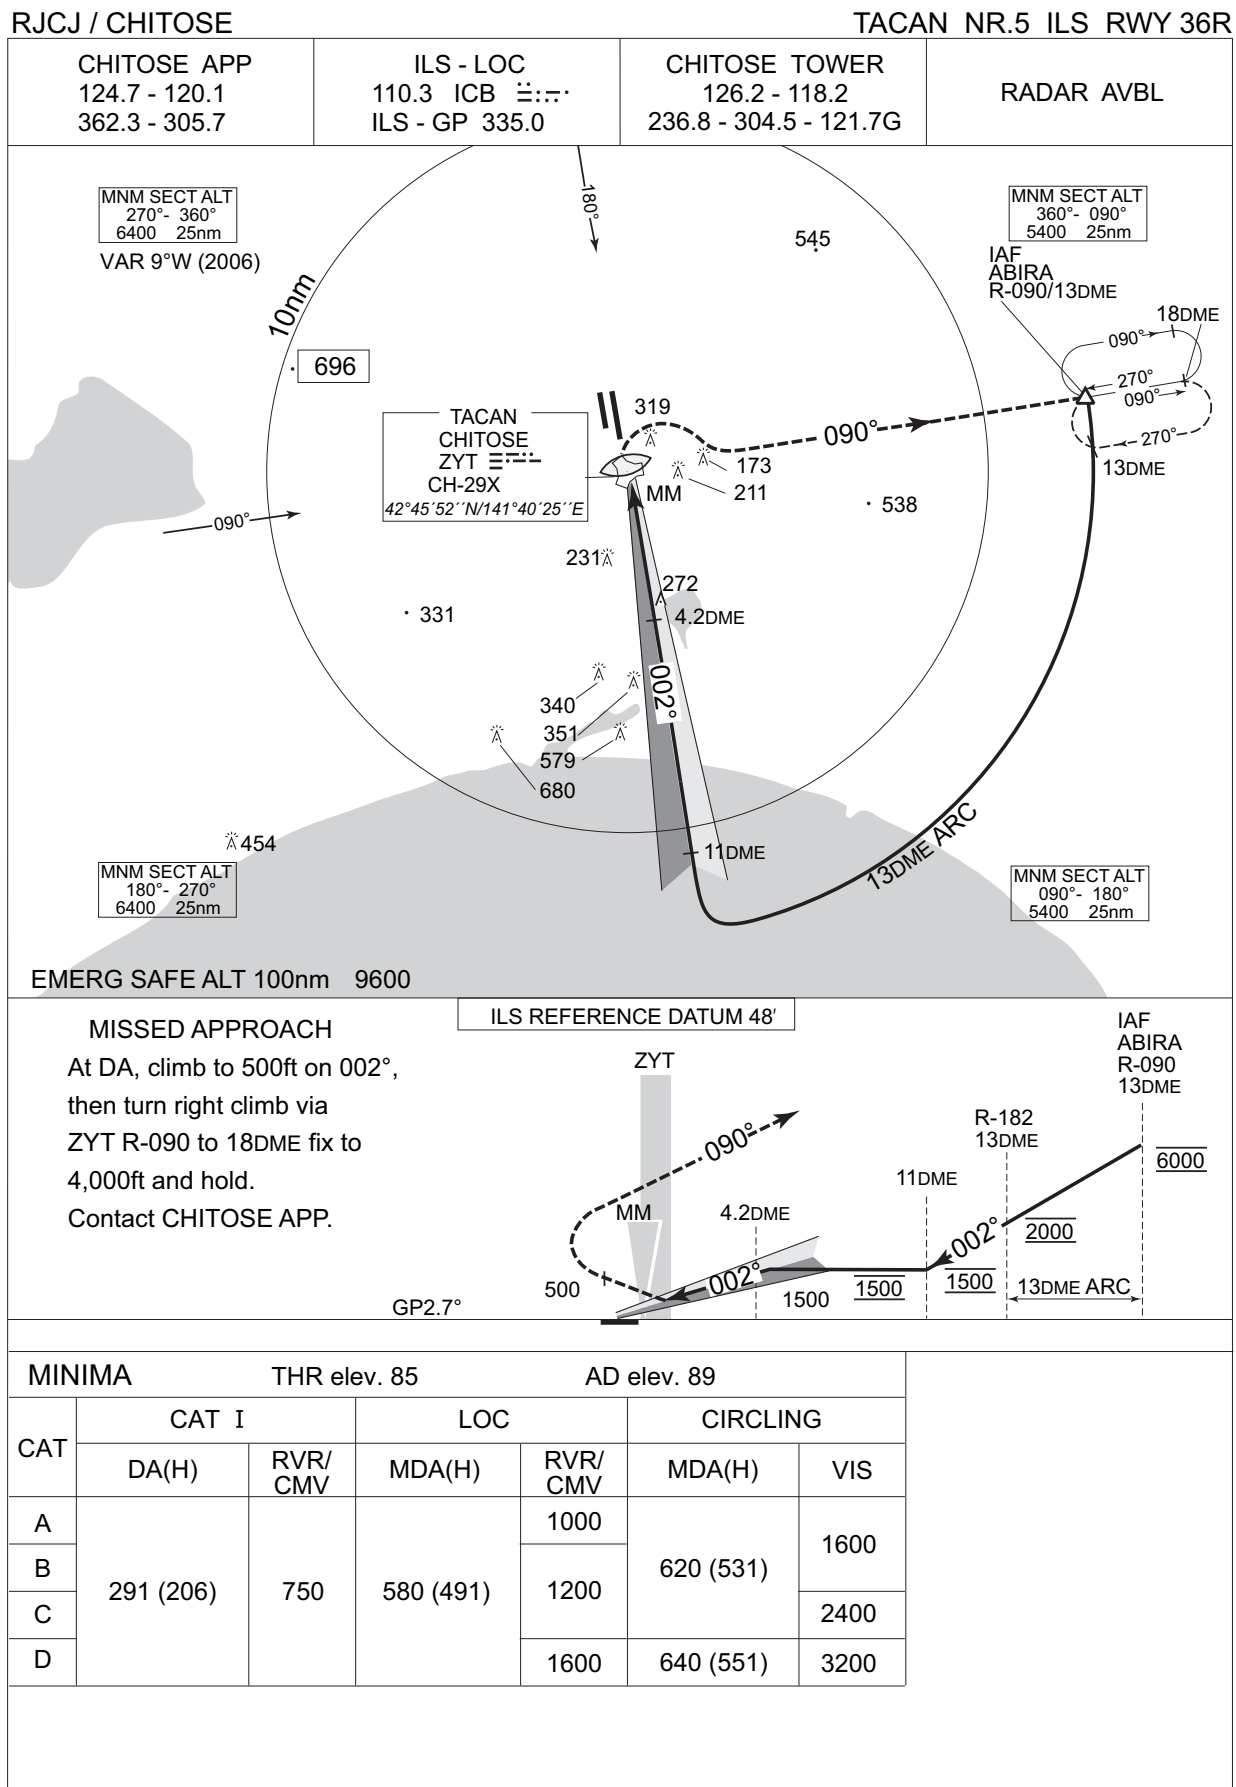 RJCJ / CHITOSE
TACAN NR.5 ILS RWY 36R
CHITOSE APP
124.7 - 120.1
362.3 - 305.7
ILS - LOC
110.3 ICB
ILS - GP 335.0
CHITOSE TOWER
126.2 - 118.2
236.8 - 304.5 - 121.7G
RADAR AVBL
MNM SECT ALT
270°- 360°
6400 25nm
VAR 9°W (2006)
180°
545
MNM SECT ALT
360°- 090°
5400 25nm
IAF
ABIRA
R-090/13DME
18DME
090°
270°
090°
270°
13DME
10nm
696
TACAN
CHITOSE
ZYT
CH-29X
42°45´52´´N/141°40´25´´E
319
090°
173
211
MM
538
090°
231
272
4.2DME
331
002°
340
351
579
680
454
11DME
13DME ARC
MNM SECT ALT
180°- 270°
6400 25nm
MNM SECT ALT
090°- 180°
5400 25nm
EMERG SAFE ALT 100nm 9600
MISSED APPROACH
At DA, climb to 500ft on 002°,
then turn right climb via
ZYT R-090 to 18DME fix to
4,000ft and hold.
Contact CHITOSE APP.
ILS REFERENCE DATUM 48′
ZYT
090°
MM
4.2DME
11DME
R-182
13DME
IAF
ABIRA
R-090
13DME
6000
2000
002°
1500
13DME ARC
1500
1500
002°
500
GP2.7°
MINIMA THR elev. 85 AD elev. 89
CAT
CAT I
LOC
CIRCLING
DA(H)
RVR/
CMV
MDA(H)
RVR/
CMV
MDA(H)
VIS
A
B
C
D
291 (206)
750
580 (491)
1000
1200
1600
620 (531)
640 (551)
1600
2400
3200